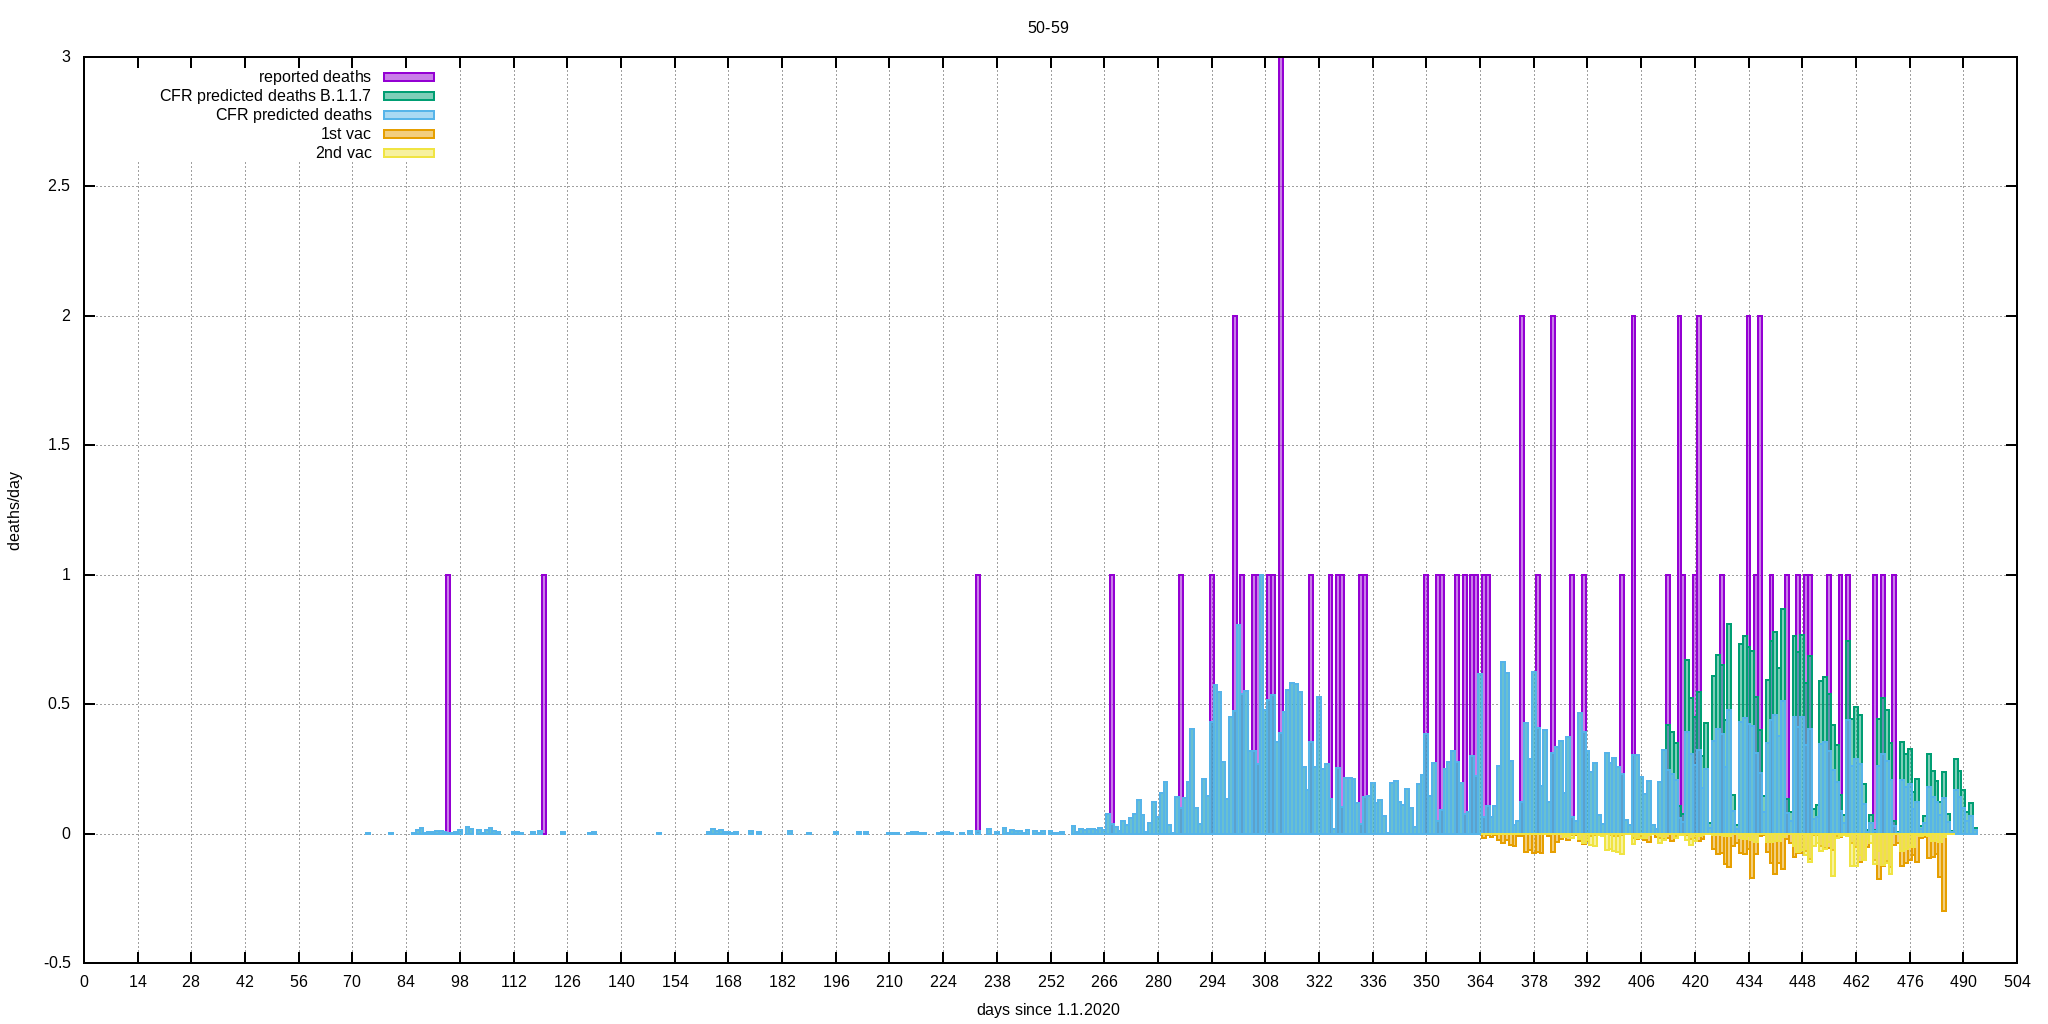 50-59
reported deaths
CFR predicted deaths B.1.1.7
CFR predicted deaths
1st vac
2nd vac
3
2.5
2
1.5
1
0.5
0
-0.5
deaths/day
0 14 28 42 56 70 84 98 112 126 140 154 168 182 196 210 224 238 252 266 280 294 308 322 336 350 364 378 392 406 420 434 448 462 476 490 504
days since 1.1.2020